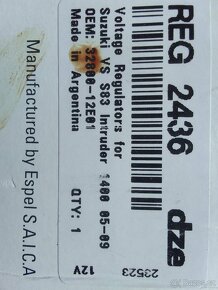 REG 2436
dze
Voltage Regulators for
Suzuki VS S83 Intruder 1400 05-09
OEM: 32800-12E01
Made in Argentina
QTY: 1
23523
12V
Manufactured by Espel S.A.I.C.A